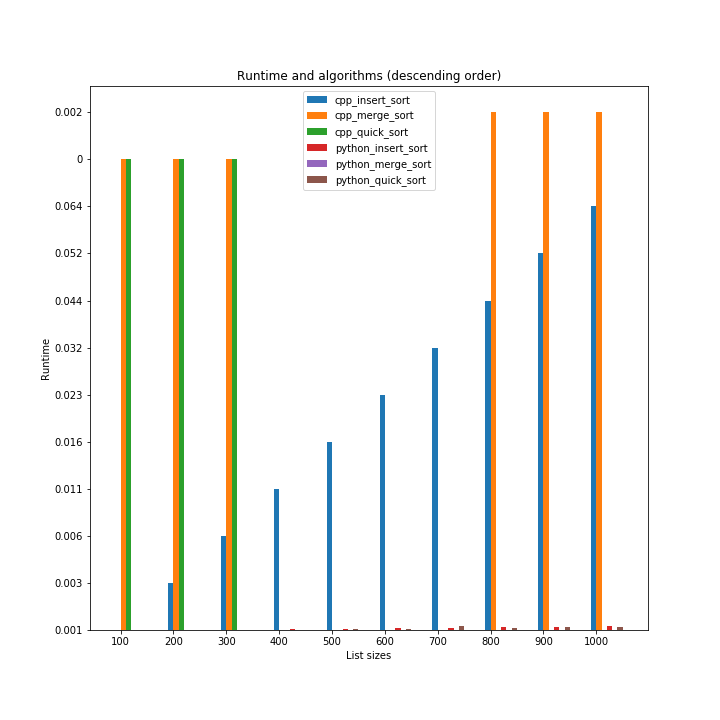 Runtime and algorithms (descending order)
cpp_insert_sort
cpp_merge_sort
cpp_quick_sort
python_insert_sort
python_merge_sort
python_quick_sort
0.002
0
0.064
0.052
0.044
0.032
0.023
0.016
0.011
0.006
0.003
0.001
Runtime
100 200 300 400 500 600 700 800 900 1000
List sizes